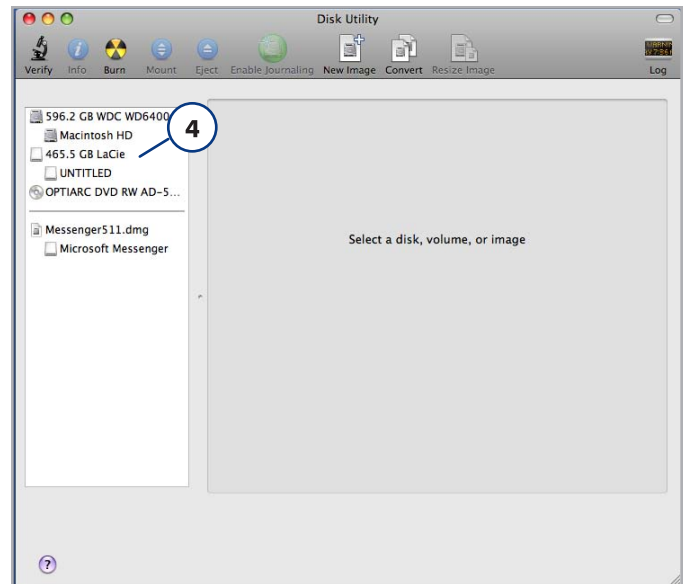 Disk Utility
Verify Info Burn Mount Eject Enable Journaling New Image Convert Resize Image Log
596.2 GB WDC WD6400
Macintosh HD
4
465.5 GB LaCie
UNTITLED
OPTIARC DVD RW AD-5...
Messenger511.dmg
Microsoft Messenger
Select a disk, volume, or image
?